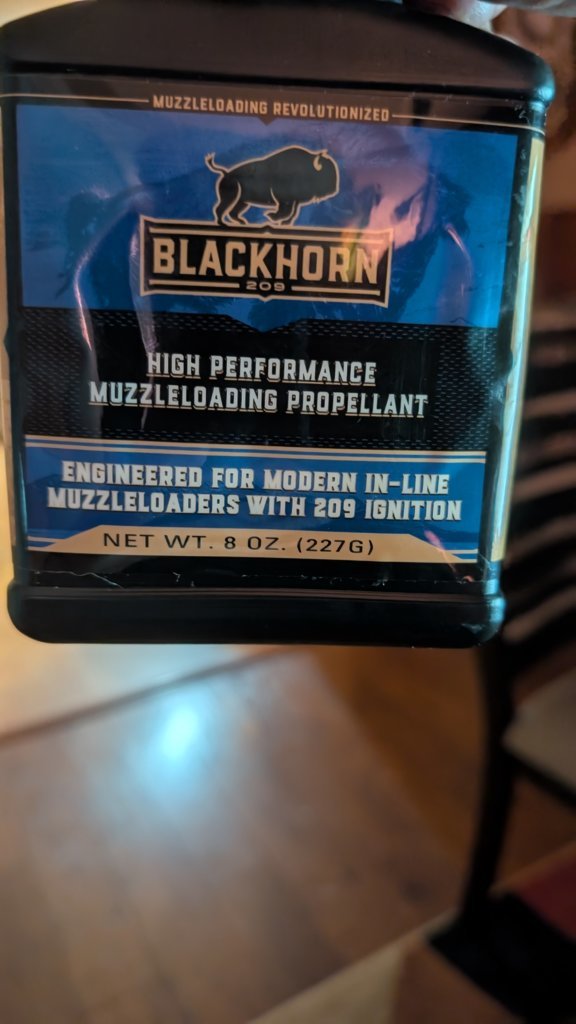 MUZZLELOADING REVOLUTIONIZED
BLACKHORN
209
HIGH PERFORMANCE
MUZZLELOADING PROPELLANT
ENGINEERED FOR MODERN IN-LINE
MUZZLELOADERS WITH 209 IGNITION
NET WT. 8 OZ. (227G)